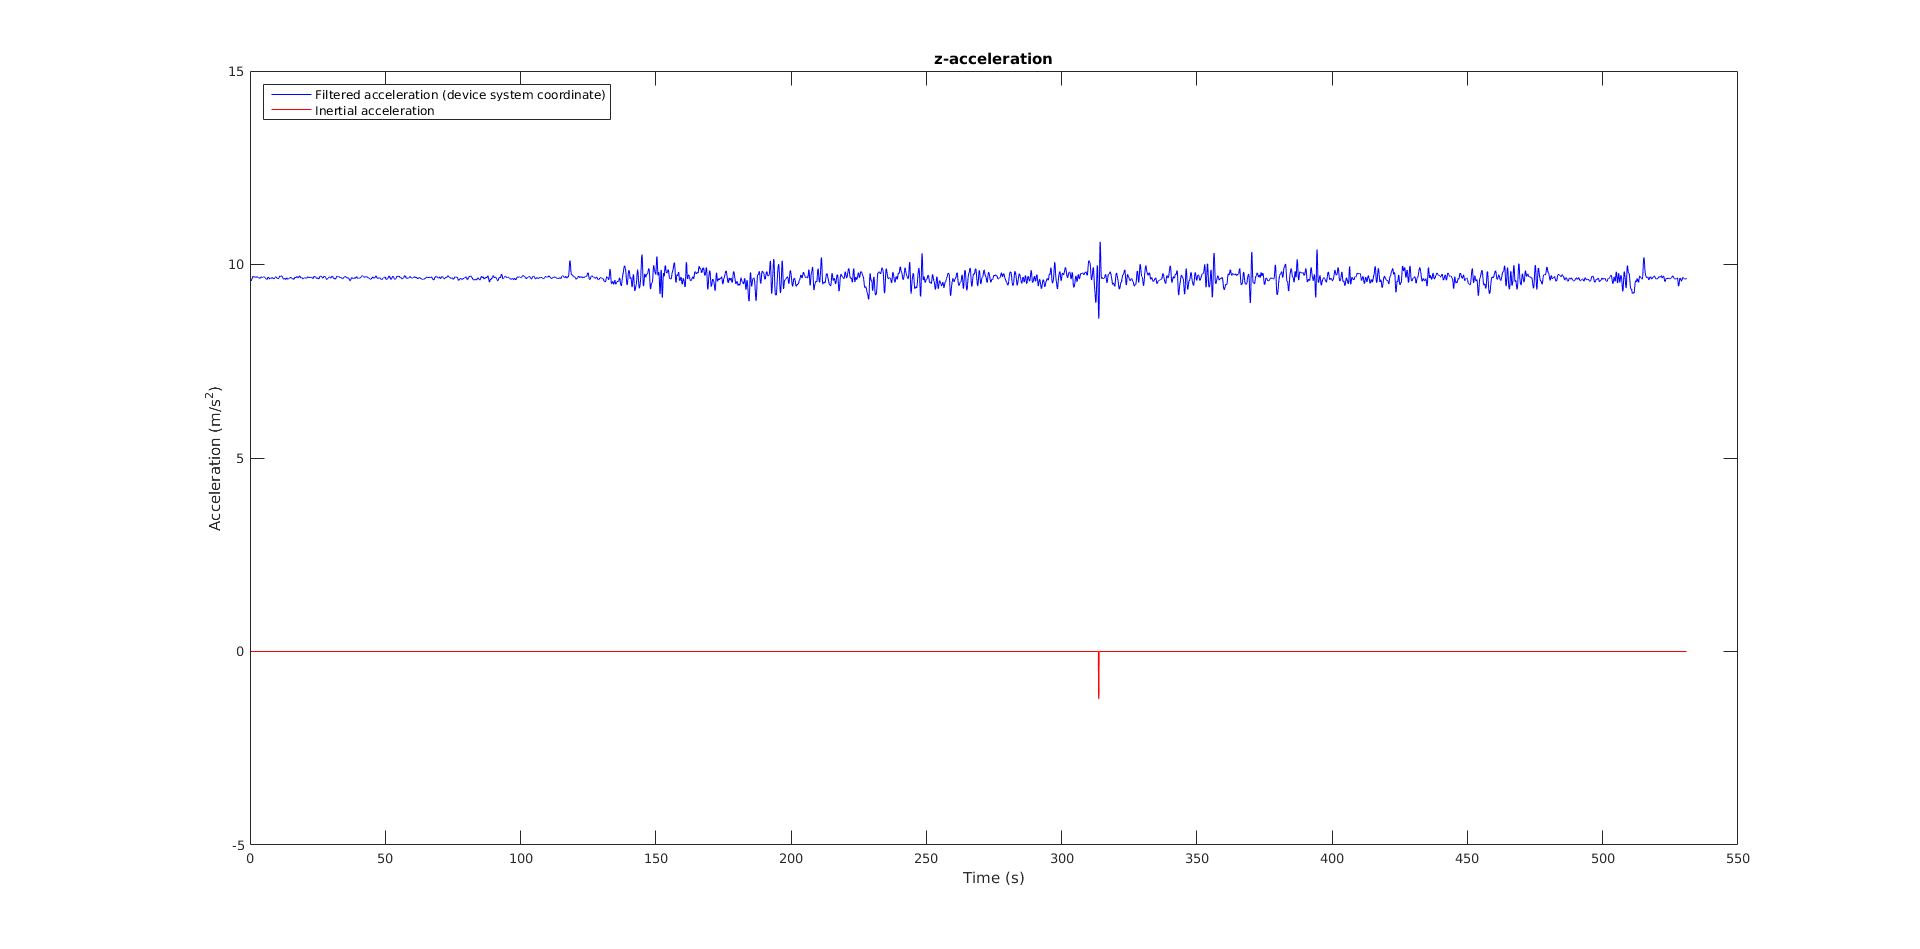 z-acceleration
15
Filtered acceleration (device system coordinate)
Inertial acceleration
10
5
0
-5
Acceleration (m/s²)
0 50 100 150 200 250 300 350 400 450 500 550
Time (s)